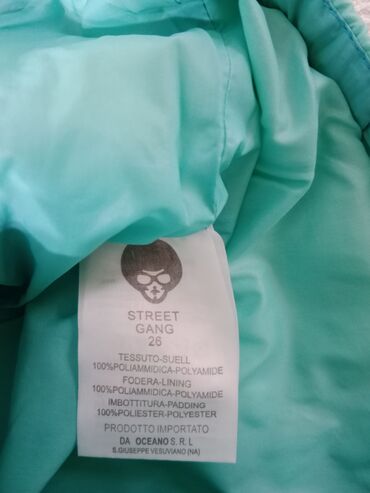 STREET
GANG
26
TESSUTO-SUELL
100%POLIAMMIDICA-POLYAMIDE
FODERA-LINING
100%POLIAMMIDICA-POLYAMIDE
IMBOTTITURA-PADDING
100%POLIESTER-POLYESTER
PRODOTTO IMPORTATO
DA OCEANO S. R. L
S.GIUSEPPE VESUVIANO (NA)